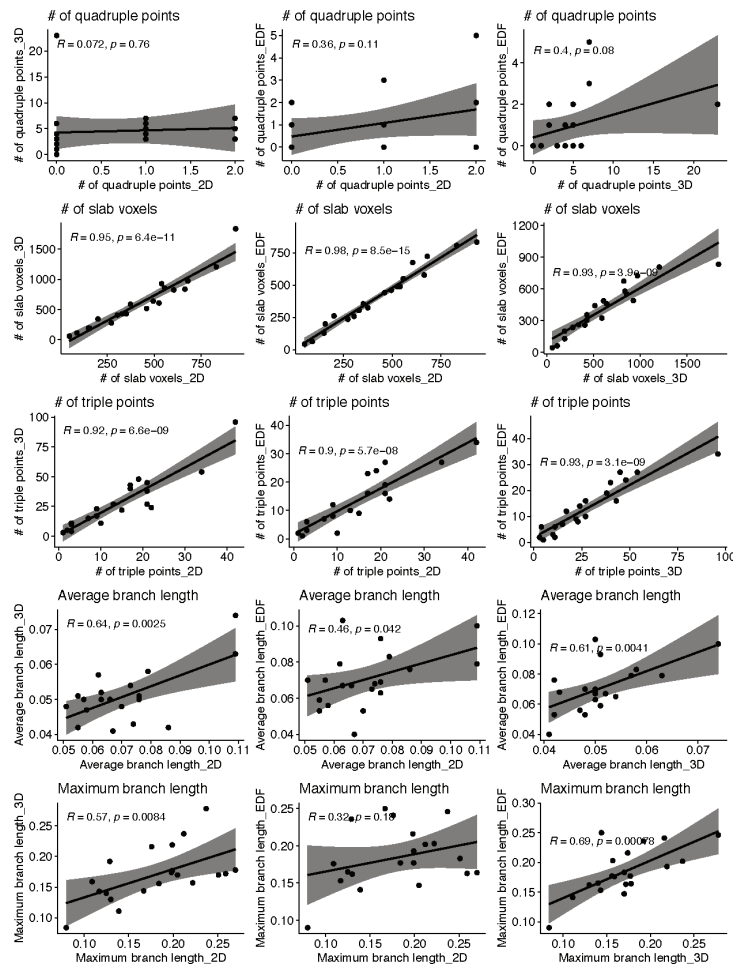 # of quadruple points
# of quadruple points
# of quadruple points
# of quadruple points_3D
20
15
10
5
0
R = 0.072, p = 0.76
0.0
0.5
1.0
1.5
2.0
# of quadruple points_2D
# of quadruple points_EDF
5
4
3
2
1
0
R = 0.36, p = 0.11
0.0
0.5
1.0
1.5
2.0
# of quadruple points_2D
# of quadruple points_EDF
4
2
0
R = 0.4, p = 0.08
0
5
10
15
20
# of quadruple points_3D
# of slab voxels
# of slab voxels
# of slab voxels
# of slab voxels_3D
1500
1000
500
0
R = 0.95, p = 6.4e−11
250
500
750
# of slab voxels_2D
# of slab voxels_EDF
750
500
250
0
R = 0.98, p = 8.5e−15
250
500
750
# of slab voxels_2D
# of slab voxels_EDF
1200
900
600
300
0
R = 0.93, p = 3.9e−09
0
500
1000
1500
# of slab voxels_3D
# of triple points
# of triple points
# of triple points
# of triple points_3D
100
75
50
25
0
R = 0.92, p = 6.6e−09
0
10
20
30
40
# of triple points_2D
# of triple points_EDF
40
30
20
10
0
R = 0.9, p = 5.7e−08
0
10
20
30
40
# of triple points_2D
# of triple points_EDF
40
30
20
10
0
R = 0.93, p = 3.1e−09
0
25
50
75
100
# of triple points_3D
Average branch length
Average branch length
Average branch length
Average branch length_3D
0.07
0.06
0.05
0.04
R = 0.64, p = 0.0025
0.05
0.06
0.07
0.08
0.09
0.10
0.11
Average branch length_2D
Average branch length_EDF
0.10
0.08
0.06
0.04
R = 0.46, p = 0.042
0.05
0.06
0.07
0.08
0.09
0.10
0.11
Average branch length_2D
Average branch length_EDF
0.12
0.10
0.08
0.06
0.04
R = 0.61, p = 0.0041
0.04
0.05
0.06
0.07
Average branch length_3D
Maximum branch length
Maximum branch length
Maximum branch length
Maximum branch length_3D
0.25
0.20
0.15
0.10
R = 0.57, p = 0.0084
0.10
0.15
0.20
0.25
Maximum branch length_2D
Maximum branch length_EDF
0.25
0.20
0.15
0.10
R = 0.32, p = 0.18
0.10
0.15
0.20
0.25
Maximum branch length_2D
Maximum branch length_EDF
0.30
0.25
0.20
0.15
0.10
R = 0.69, p = 0.00078
0.10
0.15
0.20
0.25
Maximum branch length_3D